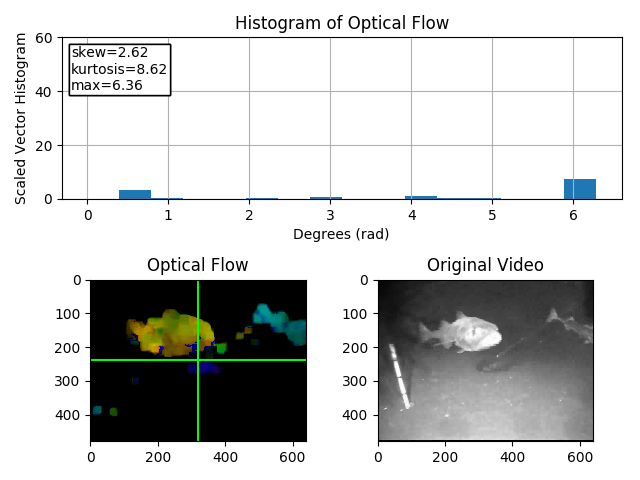 Histogram of Optical Flow
60
skew=2.62
kurtosis=8.62
max=6.36
40
20
0
Scaled Vector Histogram
0 1 2 3 4 5 6
Degrees (rad)
Optical Flow Original Video
0 0
100 100
200 200
300 300
400 400
0 200 400 600 0 200 400 600